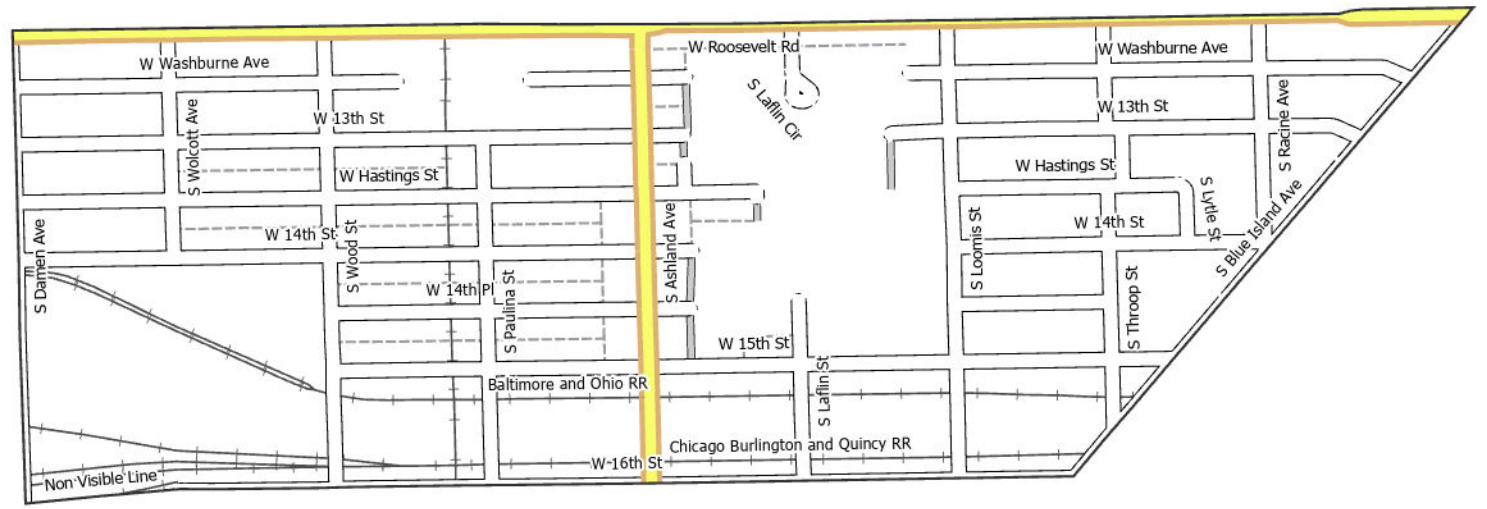 W Roosevelt Rd
W Washburne Ave
W Washburne Ave
S Wolcott Ave
W 13th St
S Laflin Cir
W 13th St
S Racine Ave
W Hastings St
W Hastings St
S Lytle St
S Damen Ave
W 14th St
S Wood St
S Ashland Ave
S Loomis St
W 14th St
S Blue Island Ave
W 14th Pl
S Paulina St
S Throop St
W 15th St
Baltimore and Ohio RR
S Laflin St
Chicago Burlington and Quincy RR
W 16th St
Non Visible Line